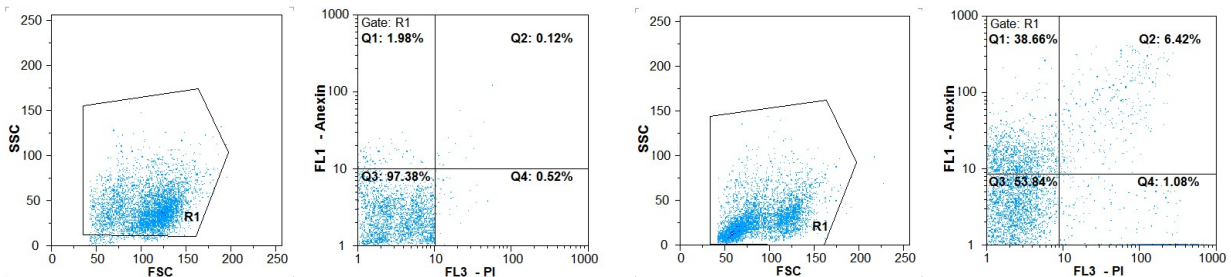 250
200
150
100
50
0
SSC
R1
0 50 100 150 200 250
FSC
1000
100
10
1
FL1 - Anexin
Gate: R1
Q1: 1.98% Q2: 0.12%
Q3: 97.38% Q4: 0.52%
1 10 100 1000
FL3 - PI
250
200
150
100
50
0
SSC
R1
0 50 100 150 200 250
FSC
1000
100
10
1
FL1 - Anexin
Gate: R1
Q1: 38.66% Q2: 6.42%
Q3: 53.84% Q4: 1.08%
1 10 100 1000
FL3 - PI